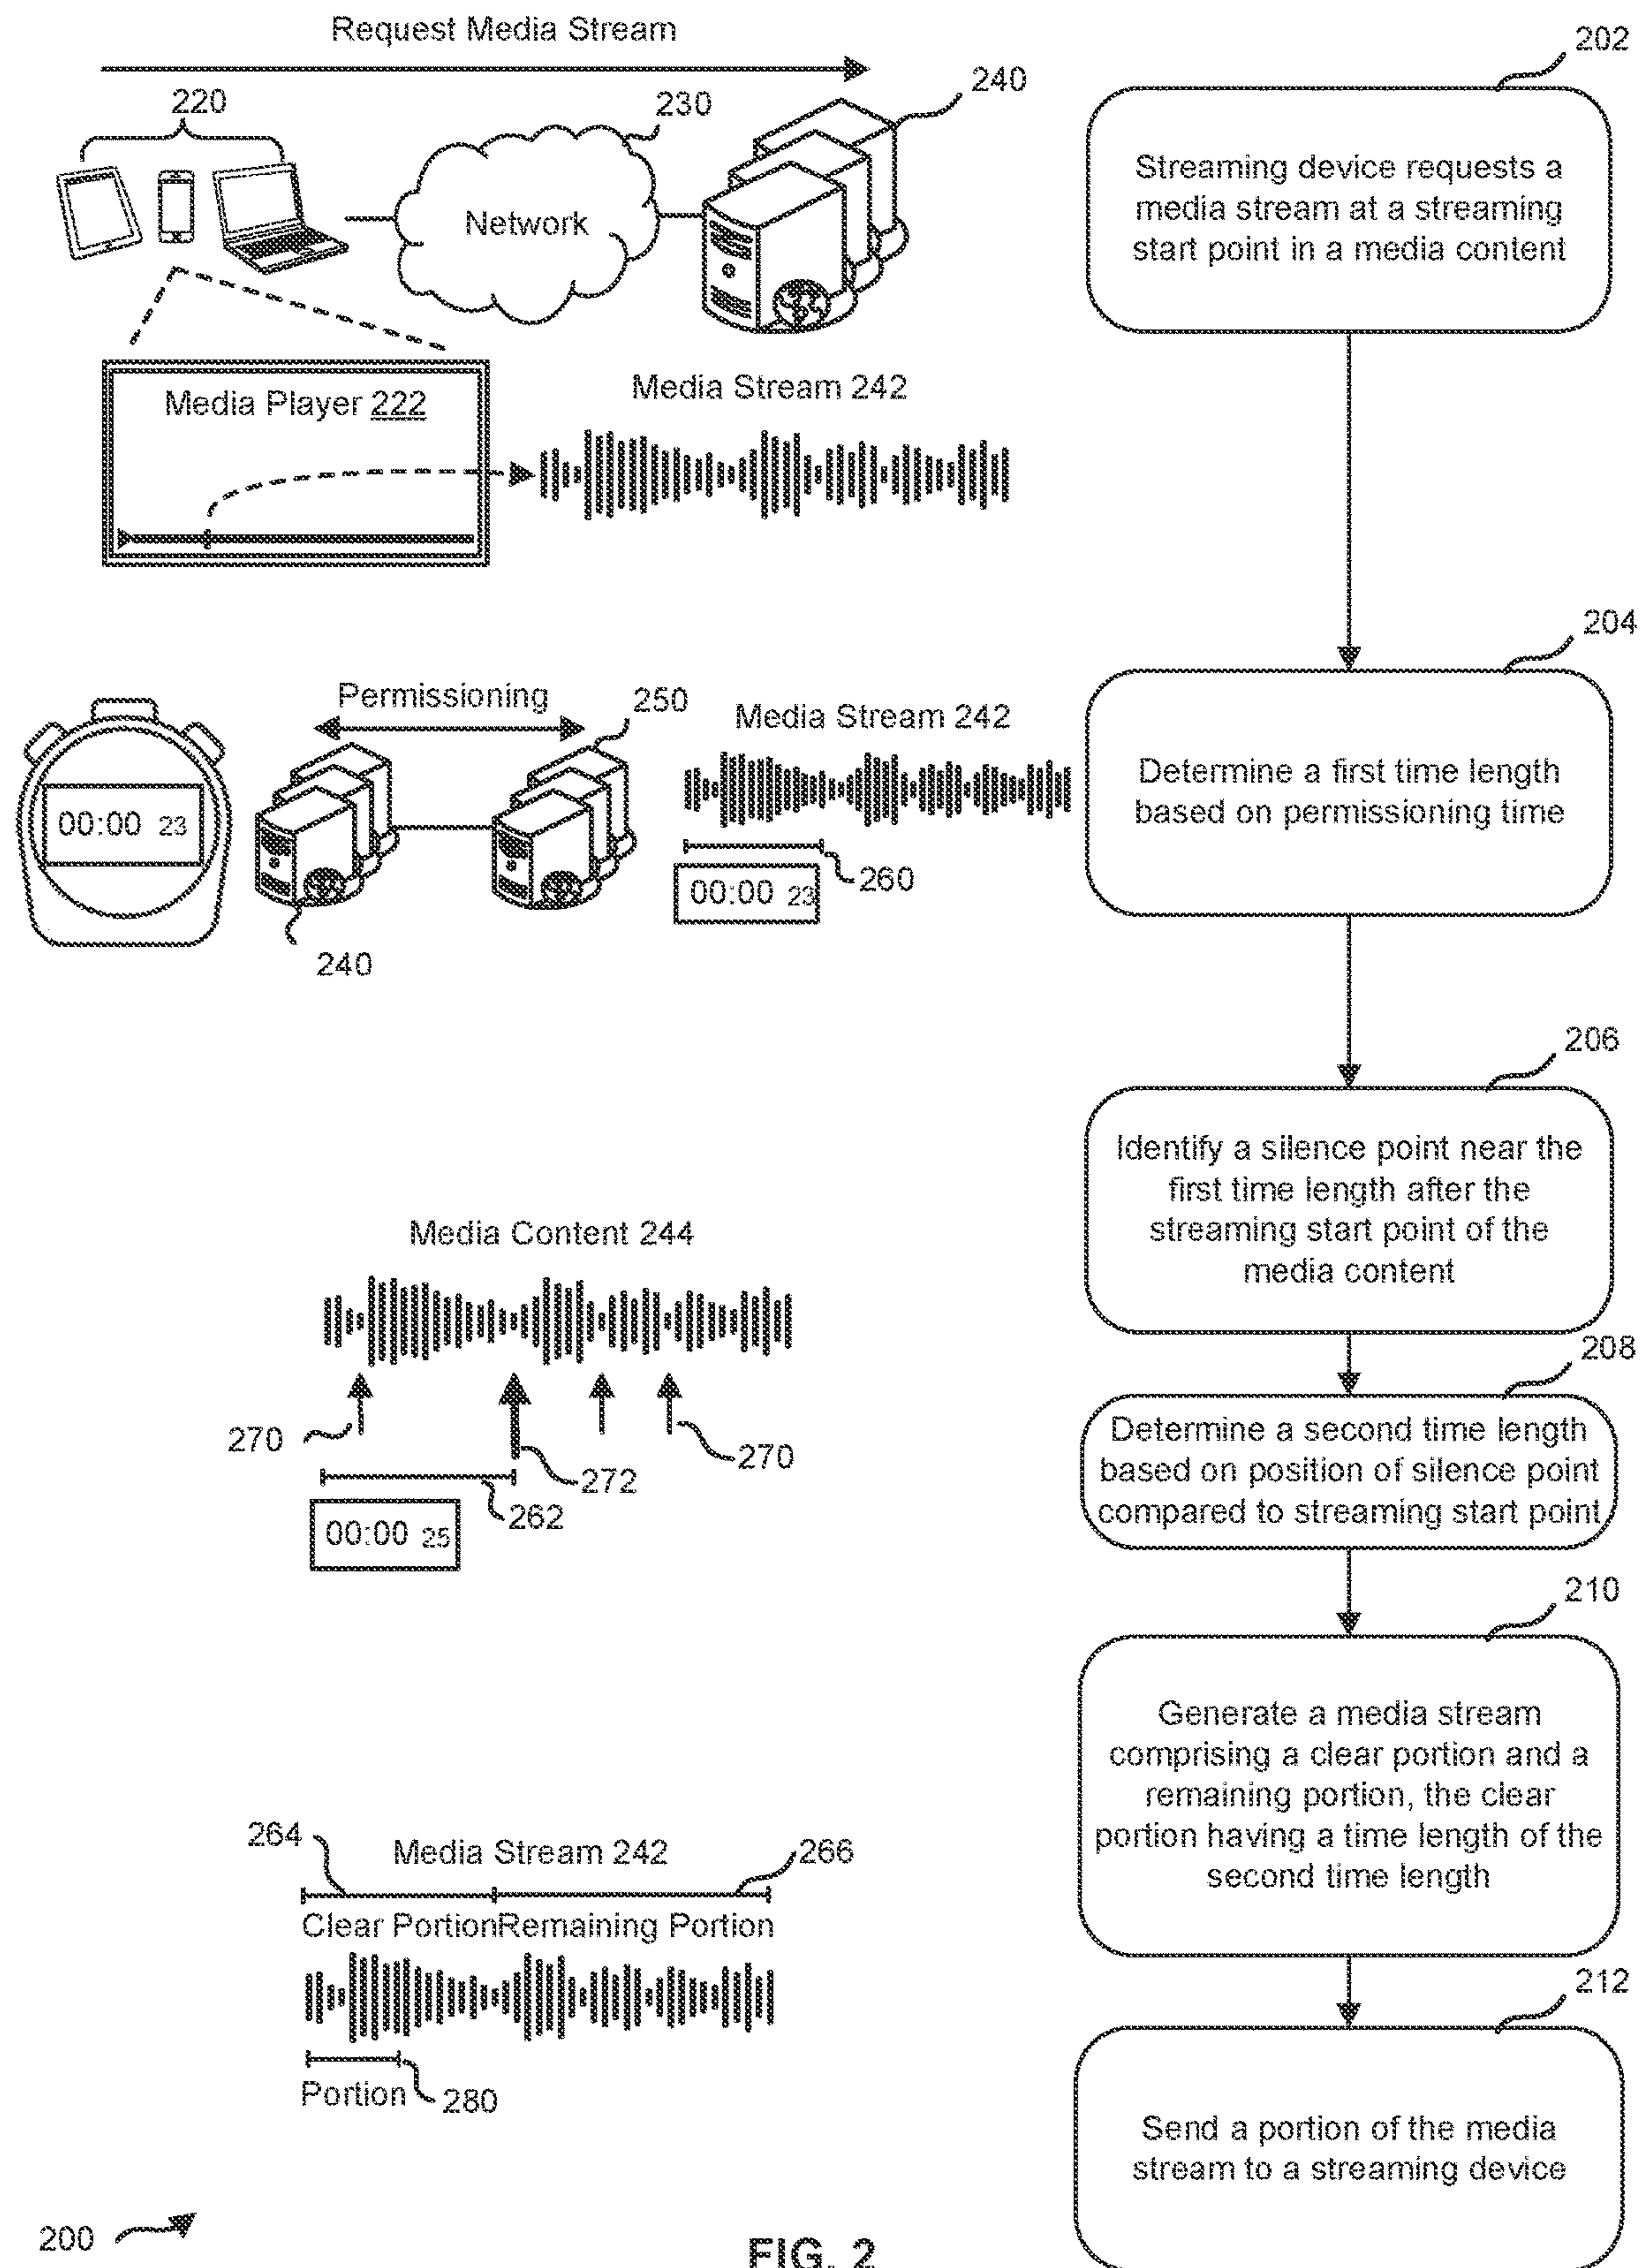 Request Media Stream
202
220
230
240
Network
Streaming device requests a
media stream at a streaming
start point in a media content
Media Player 222
Media Stream 242
204
Permissioning
250
Media Stream 242
00:00 23
260
00:00 23
240
Determine a first time length
based on permissioning time
206
Identify a silence point near the
first time length after the
streaming start point of the
media content
Media Content 244
270
272
270
262
00:00 25
208
Determine a second time length
based on position of silence point
compared to streaming start point
210
Generate a media stream
comprising a clear portion and a
remaining portion, the clear
portion having a time length of the
second time length
264
Media Stream 242
266
Clear Portion Remaining Portion
Portion
280
212
Send a portion of the media
stream to a streaming device
200
FIG. 2